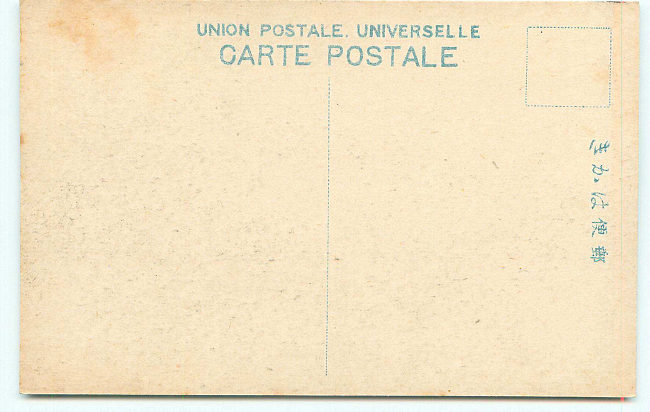 UNION POSTALE. UNIVERSELLE
CARTE POSTALE
きかは便郵